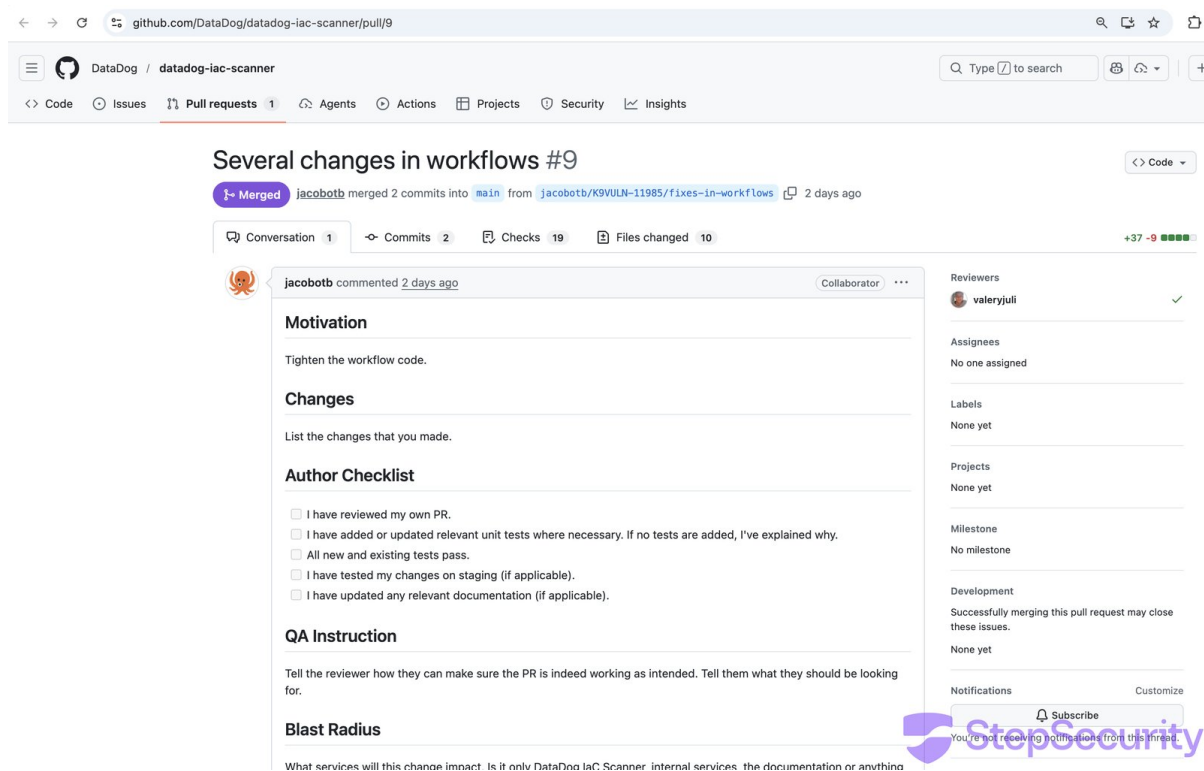 github.com/DataDog/datadog-iac-scanner/pull/9
DataDog / datadog-iac-scanner
Type / to search
Code
Issues
Pull requests 1
Agents
Actions
Projects
Security
Insights
Several changes in workflows #9
Code
Merged
jacobotb merged 2 commits into main from jacobotb/K9VULN-11985/fixes-in-workflows 2 days ago
Conversation 1
Commits 2
Checks 19
Files changed 10
+37 -9
jacobotb commented 2 days ago
Collaborator
Motivation
Tighten the workflow code.
Changes
List the changes that you made.
Author Checklist
I have reviewed my own PR.
I have added or updated relevant unit tests where necessary. If no tests are added, I've explained why.
All new and existing tests pass.
I have tested my changes on staging (if applicable).
I have updated any relevant documentation (if applicable).
QA Instruction
Tell the reviewer how they can make sure the PR is indeed working as intended. Tell them what they should be looking
for.
Blast Radius
What services will this change impact. Is it only DataDog IaC Scanner, internal services, the documentation or anything
Reviewers
valeryjuli
Assignees
No one assigned
Labels
None yet
Projects
None yet
Milestone
No milestone
Development
Successfully merging this pull request may close
these issues.
None yet
Notifications
Customize
Subscribe
You're not receiving notifications from this thread.
StepSecurity